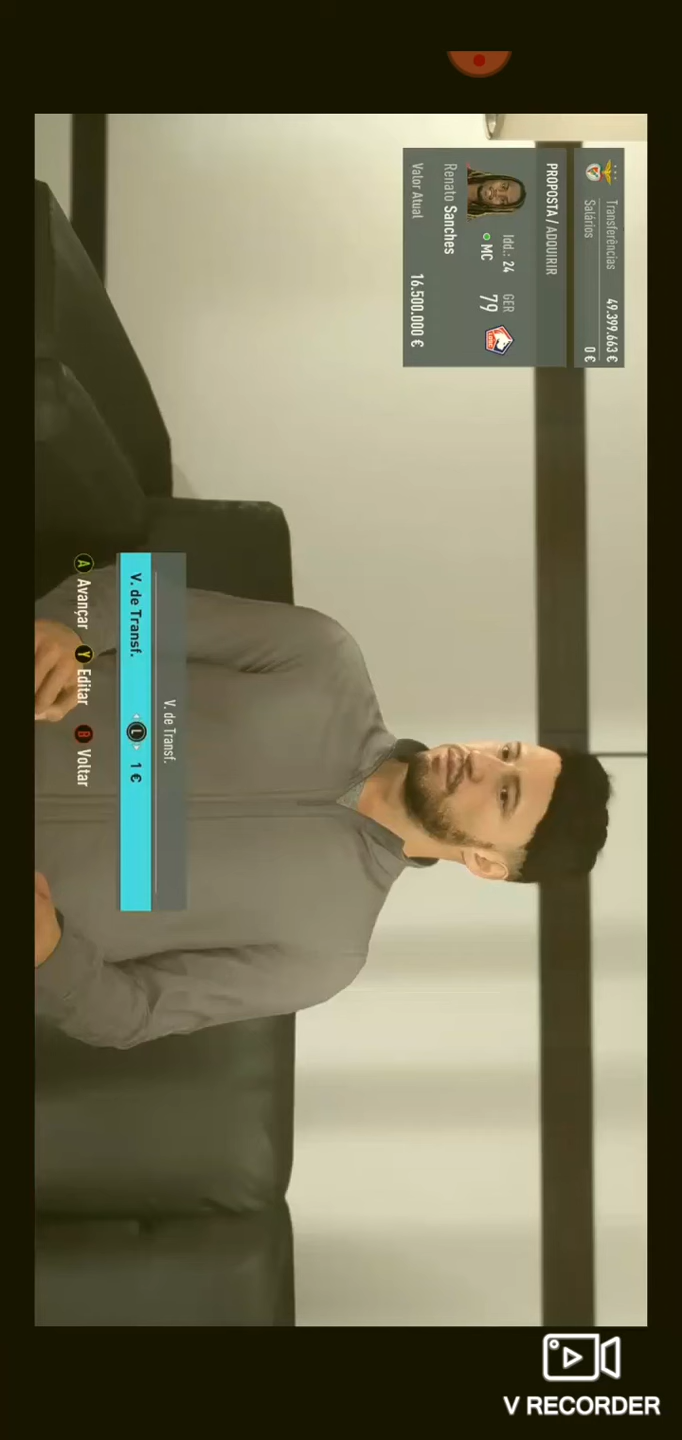 Transferências 49.399.663 €
Salários 0 €
PROPOSTA / ADQUIRIR
Idd.: 24 GER
MC 79
Renato Sanches
Valor Atual 16.500.000 €
V. de Transf.
V. de Transf. L 1 €
A Avançar Y Editar B Voltar
V RECORDER